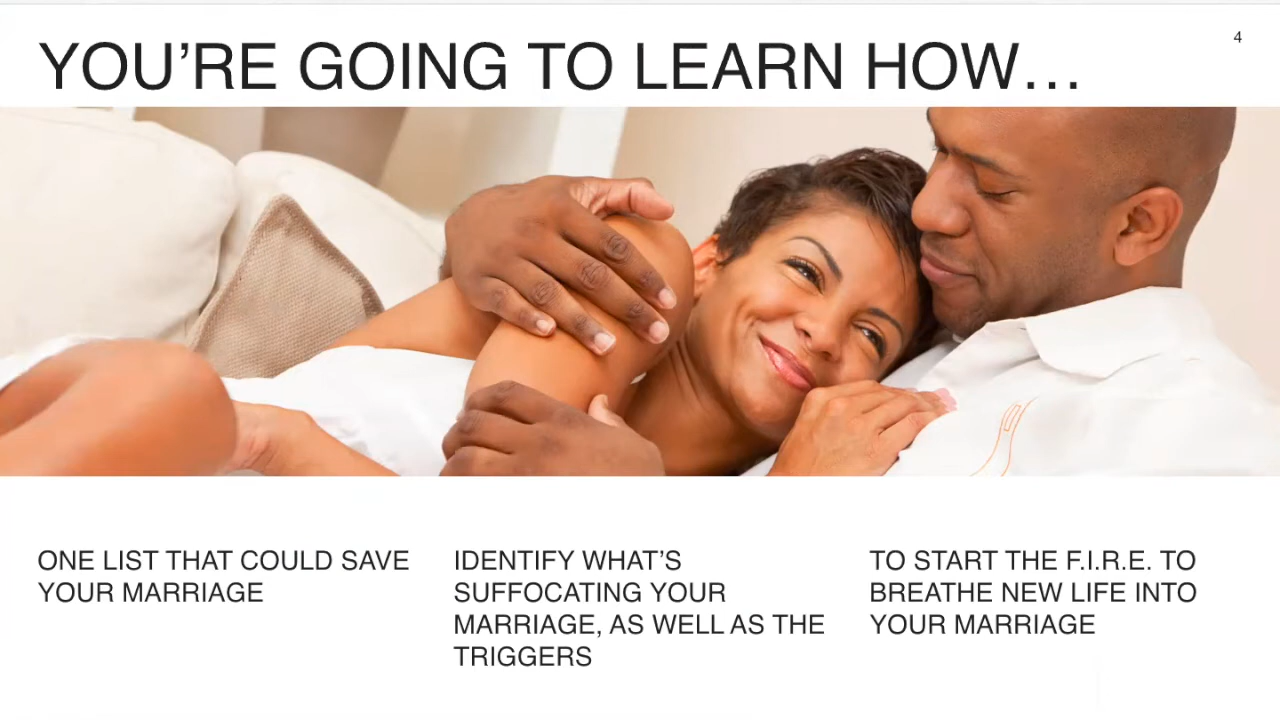 YOU’RE GOING TO LEARN HOW…
4
ONE LIST THAT COULD SAVE
YOUR MARRIAGE
IDENTIFY WHAT’S
SUFFOCATING YOUR
MARRIAGE, AS WELL AS THE
TRIGGERS
TO START THE F.I.R.E. TO
BREATHE NEW LIFE INTO
YOUR MARRIAGE